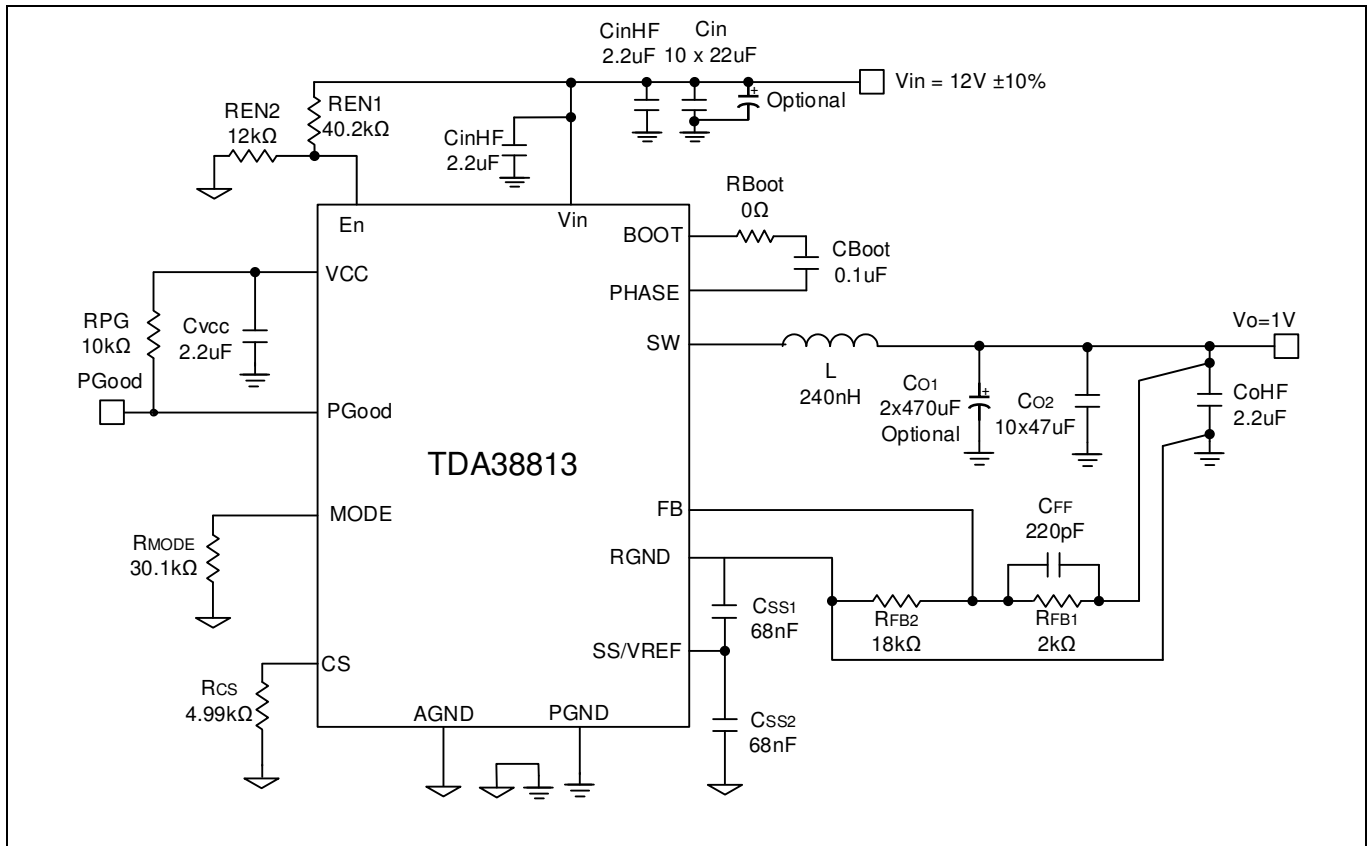 CinHF
2.2uF
Cin
10 x 22uF
Vin = 12V ±10%
Optional
REN2
12kΩ
REN1
40.2kΩ
CinHF
2.2uF
En
Vin
BOOT
RBoot
0Ω
CBoot
0.1uF
PHASE
VCC
RPG
10kΩ
Cvcc
2.2uF
PGood
PGood
SW
L
240nH
CO1
2x470uF
Optional
CO2
10x47uF
Vo=1V
CoHF
2.2uF
TDA38813
MODE
RMODE
30.1kΩ
FB
RGND
CFF
220pF
RFB2
18kΩ
RFB1
2kΩ
CSS1
68nF
SS/VREF
CSS2
68nF
CS
RCS
4.99kΩ
AGND
PGND